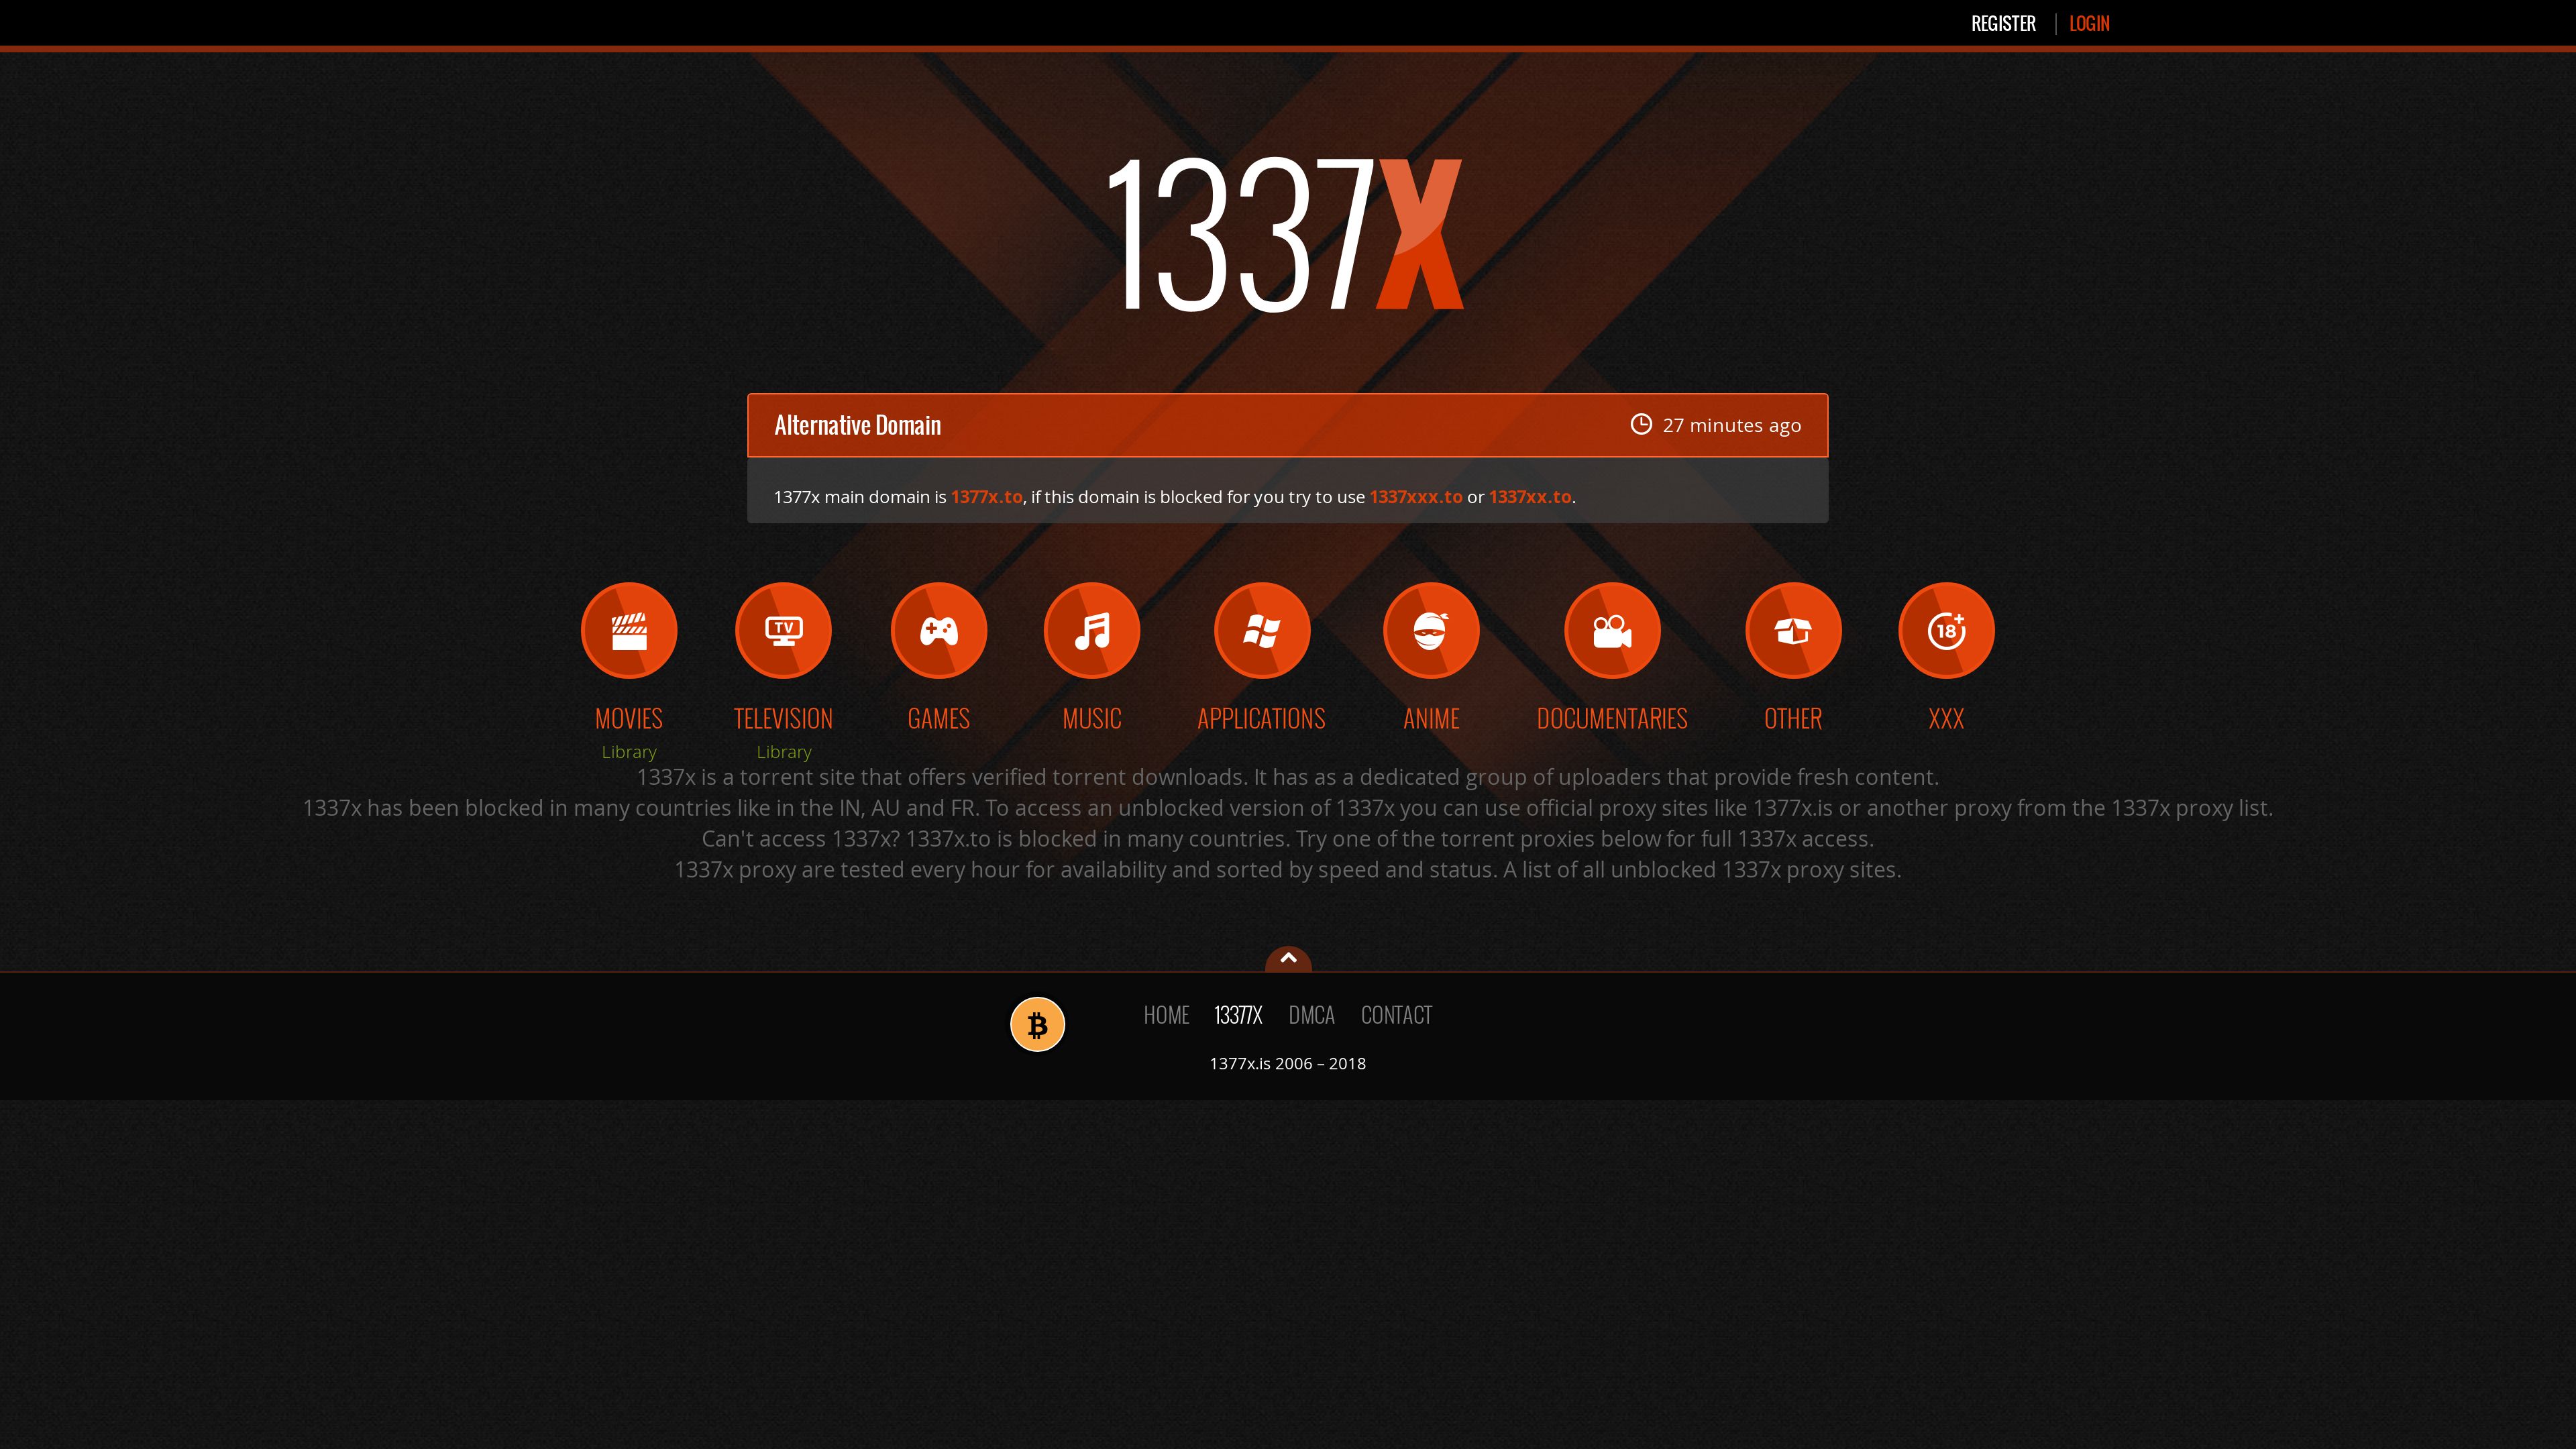 REGISTER LOGIN
1337X
Alternative Domain 27 minutes ago
1377x main domain is 1377x.to, if this domain is blocked for you try to use 1337xxx.to or 1337xx.to.
TV 18+
MOVIES TELEVISION GAMES MUSIC APPLICATIONS ANIME DOCUMENTARIES OTHER XXX
Library Library
1337x is a torrent site that offers verified torrent downloads. It has as a dedicated group of uploaders that provide fresh content.
1337x has been blocked in many countries like in the IN, AU and FR. To access an unblocked version of 1337x you can use official proxy sites like 1377x.is or another proxy from the 1337x proxy list.
Can't access 1337x? 1337x.to is blocked in many countries. Try one of the torrent proxies below for full 1337x access.
1337x proxy are tested every hour for availability and sorted by speed and status. A list of all unblocked 1337x proxy sites.
HOME 13377X DMCA CONTACT
1377x.is 2006 – 2018